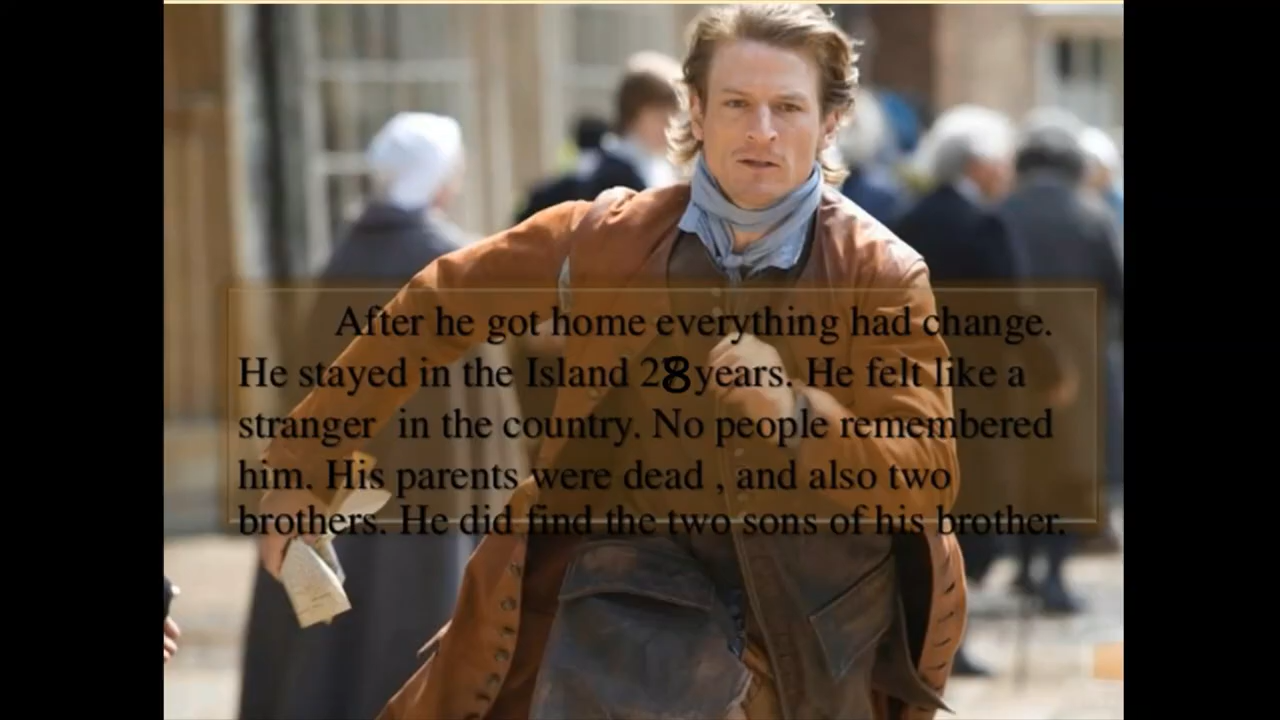 After he got home everything had change.
He stayed in the Island 28 years. He felt like a
stranger in the country. No people remembered
him. His parents were dead , and also two
brothers. He did find the two sons of his brother.